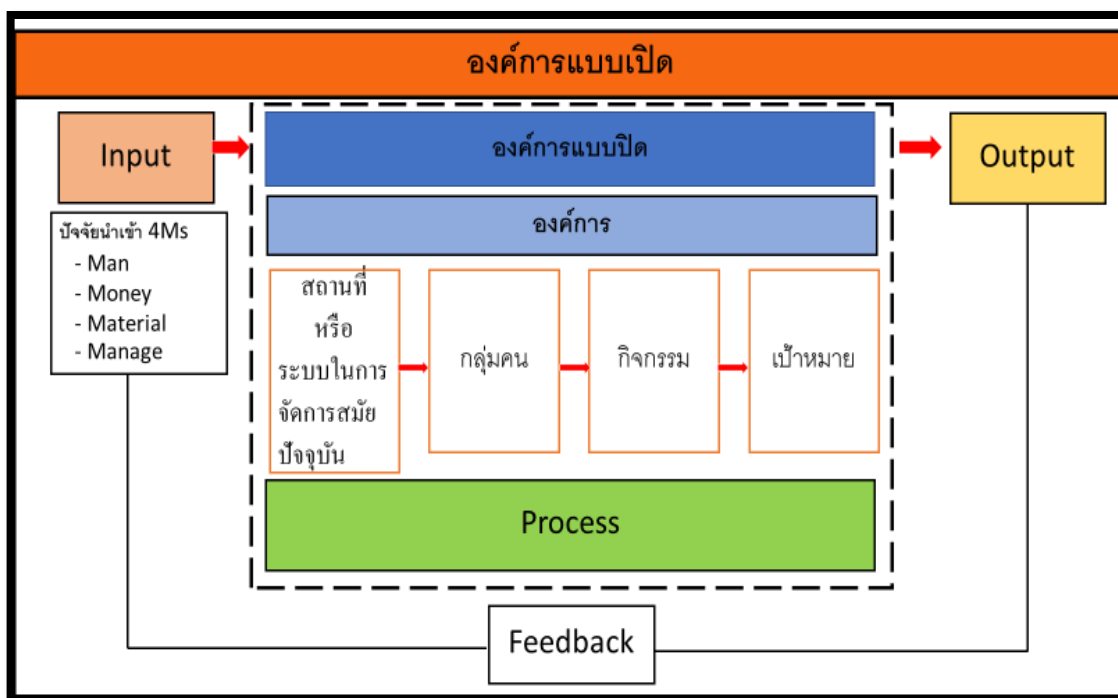 องค์การแบบเปิด
Input
องค์การแบบปิด
Output
องค์การ
ปัจจัยนำเข้า 4Ms
- Man
- Money
- Material
- Manage
สถานที่
หรือ
ระบบในการ
จัดการสมัย
ปัจจุบัน
กลุ่มคน
กิจกรรม
เป้าหมาย
Process
Feedback